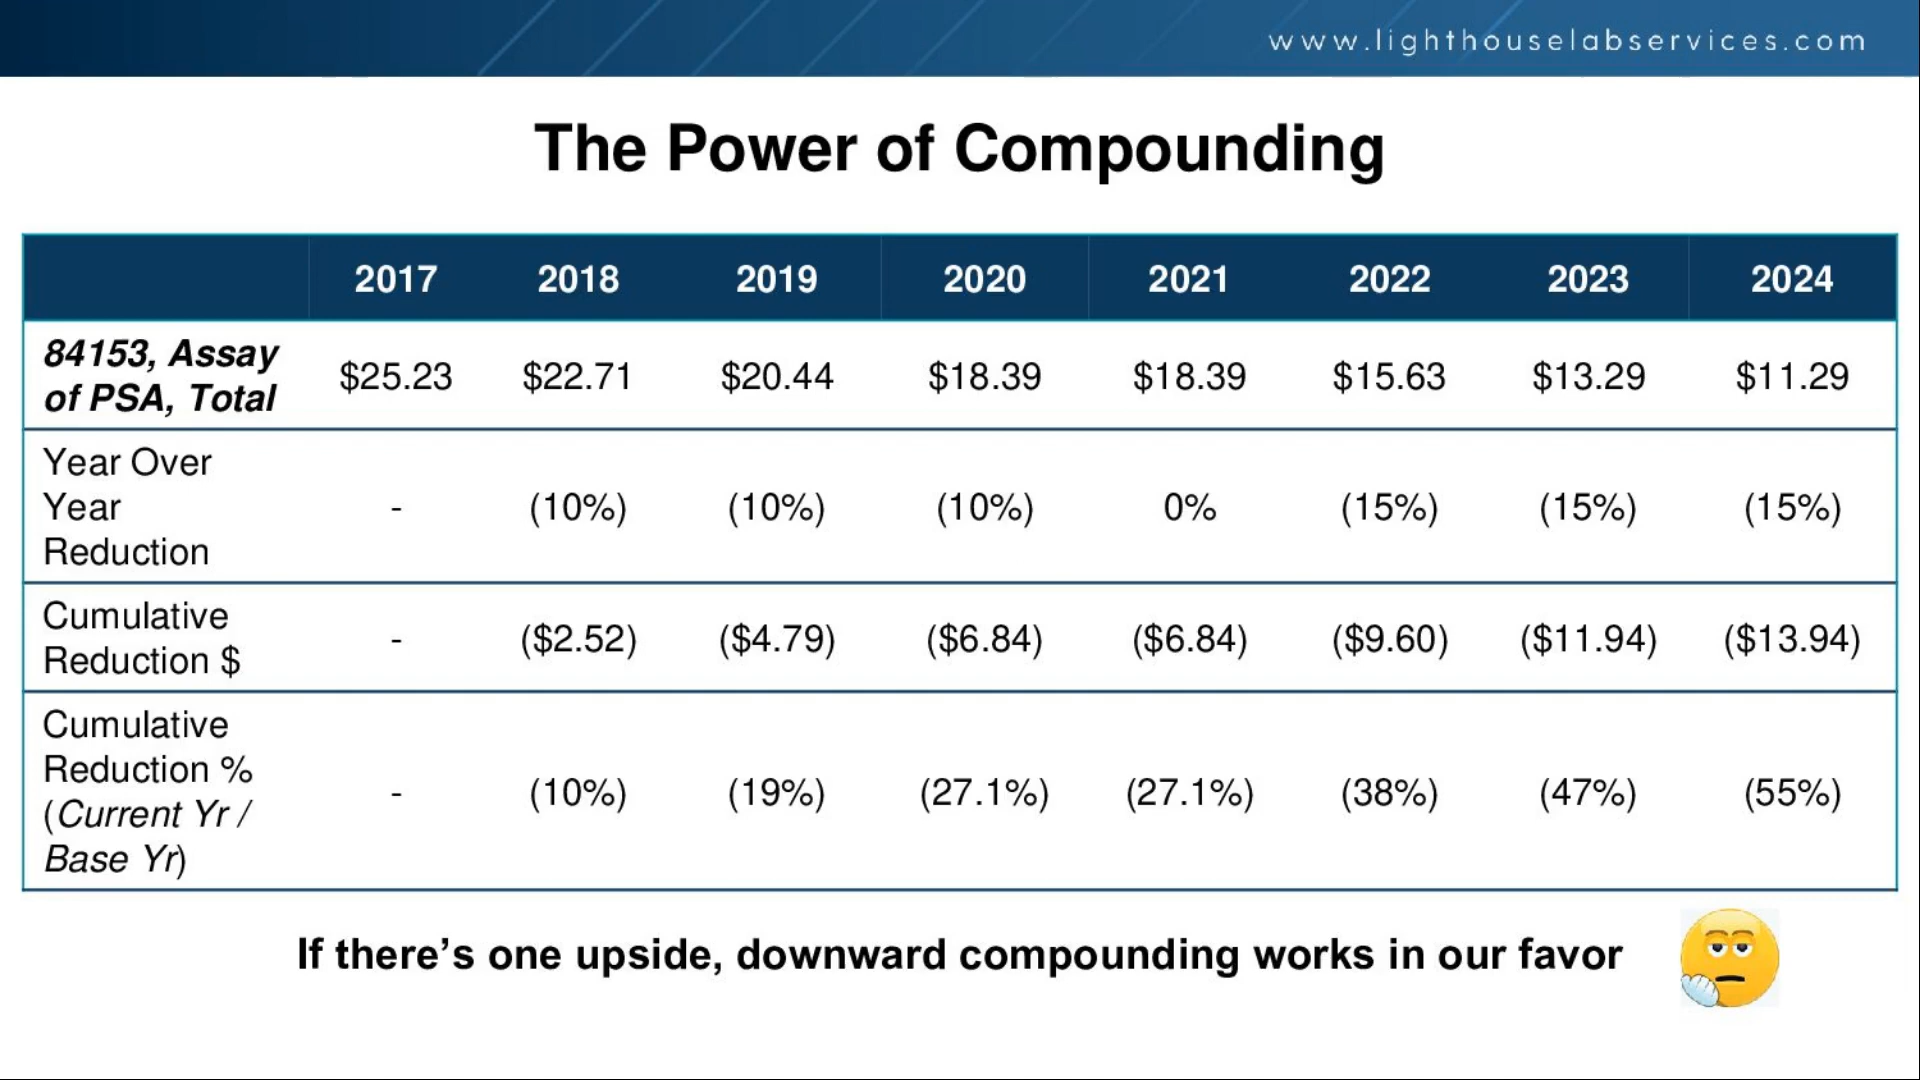 www.lighthouselabservices.com
The Power of Compounding
2017 2018 2019 2020 2021 2022 2023 2024
84153, Assay
of PSA, Total
$25.23 $22.71 $20.44 $18.39 $18.39 $15.63 $13.29 $11.29
Year Over
Year
Reduction
- (10%) (10%) (10%) 0% (15%) (15%) (15%)
Cumulative
Reduction $
- ($2.52) ($4.79) ($6.84) ($6.84) ($9.60) ($11.94) ($13.94)
Cumulative
Reduction %
(Current Yr /
Base Yr)
- (10%) (19%) (27.1%) (27.1%) (38%) (47%) (55%)
If there’s one upside, downward compounding works in our favor